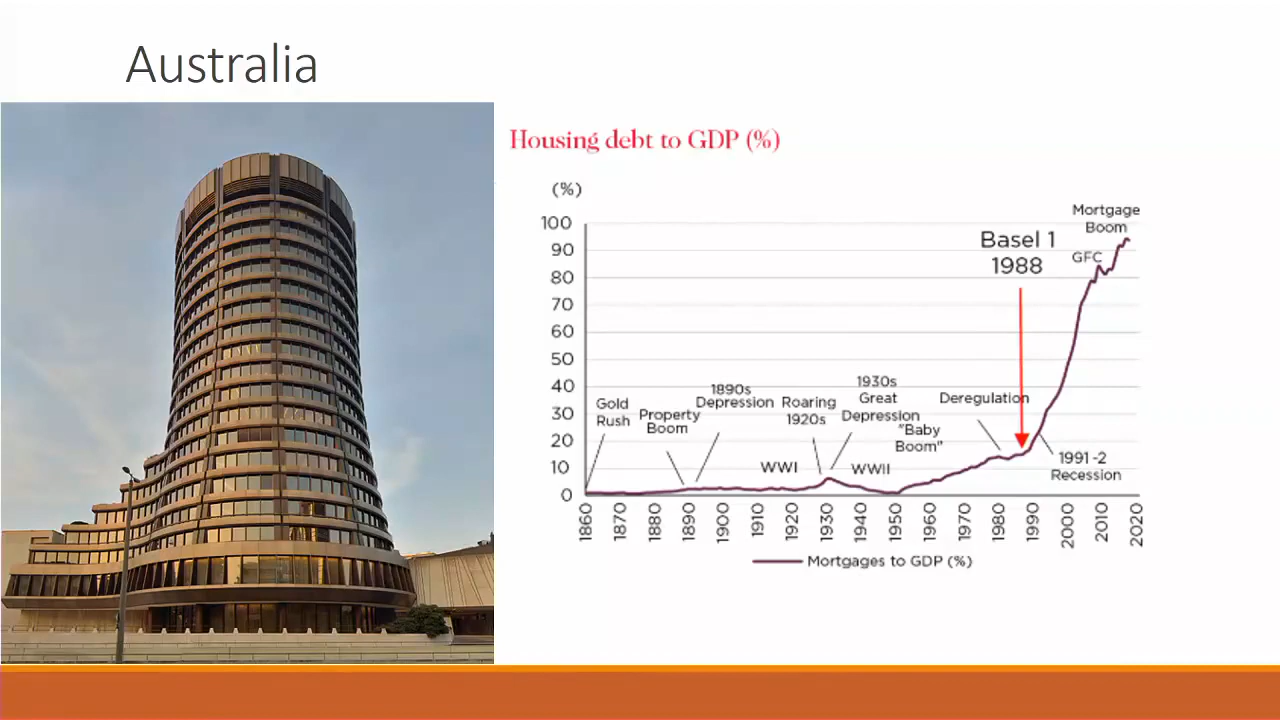 Australia
Housing debt to GDP (%)
(%)
100
90
80
70
60
50
40
30
20
10
0
Gold
Rush
Property
Boom
1890s
Depression
WWI
Roaring
1920s
1930s
Great
Depression
WWII
"Baby
Boom"
Deregulation
Basel 1
1988
1991 -2
Recession
GFC
Mortgage
Boom
1860
1870
1880
1890
1900
1910
1920
1930
1940
1950
1960
1970
1980
1990
2000
2010
2020
Mortgages to GDP (%)